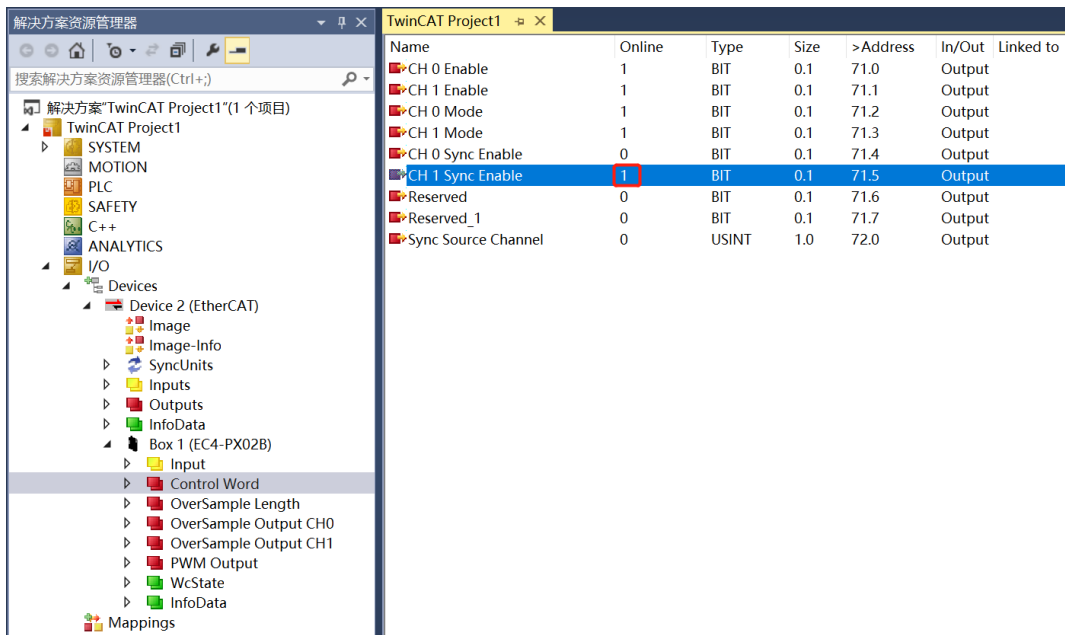 解决方案资源管理器
搜索解决方案资源管理器(Ctrl+;)
解决方案"TwinCAT Project1"(1 个项目)
TwinCAT Project1
SYSTEM
MOTION
PLC
SAFETY
C++
ANALYTICS
I/O
Devices
Device 2 (EtherCAT)
Image
Image-Info
SyncUnits
Inputs
Outputs
InfoData
Box 1 (EC4-PX02B)
Input
Control Word
OverSample Length
OverSample Output CH0
OverSample Output CH1
PWM Output
WcState
InfoData
Mappings
TwinCAT Project1
Name Online Type Size >Address In/Out Linked to
CH 0 Enable 1 BIT 0.1 71.0 Output
CH 1 Enable 1 BIT 0.1 71.1 Output
CH 0 Mode 1 BIT 0.1 71.2 Output
CH 1 Mode 1 BIT 0.1 71.3 Output
CH 0 Sync Enable 0 BIT 0.1 71.4 Output
CH 1 Sync Enable 1 BIT 0.1 71.5 Output
Reserved 0 BIT 0.1 71.6 Output
Reserved_1 0 BIT 0.1 71.7 Output
Sync Source Channel 0 USINT 1.0 72.0 Output